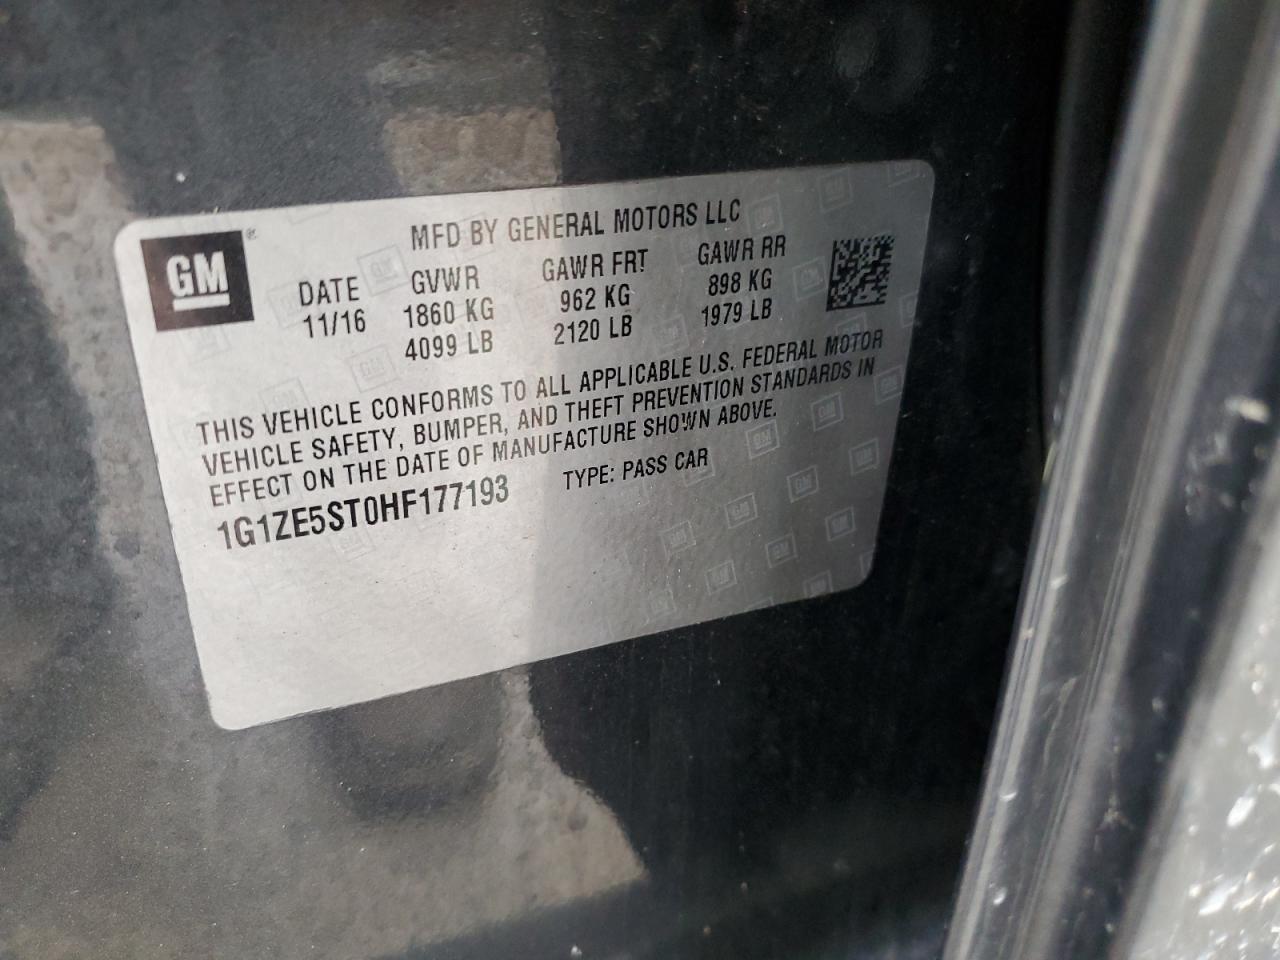 GM
MFD BY GENERAL MOTORS LLC
DATE GVWR GAWR FRT GAWR RR
11/16 1860 KG 962 KG 898 KG
4099 LB 2120 LB 1979 LB
THIS VEHICLE CONFORMS TO ALL APPLICABLE U.S. FEDERAL MOTOR
VEHICLE SAFETY, BUMPER, AND THEFT PREVENTION STANDARDS IN
EFFECT ON THE DATE OF MANUFACTURE SHOWN ABOVE.
1G1ZE5ST0HF177193 TYPE: PASS CAR